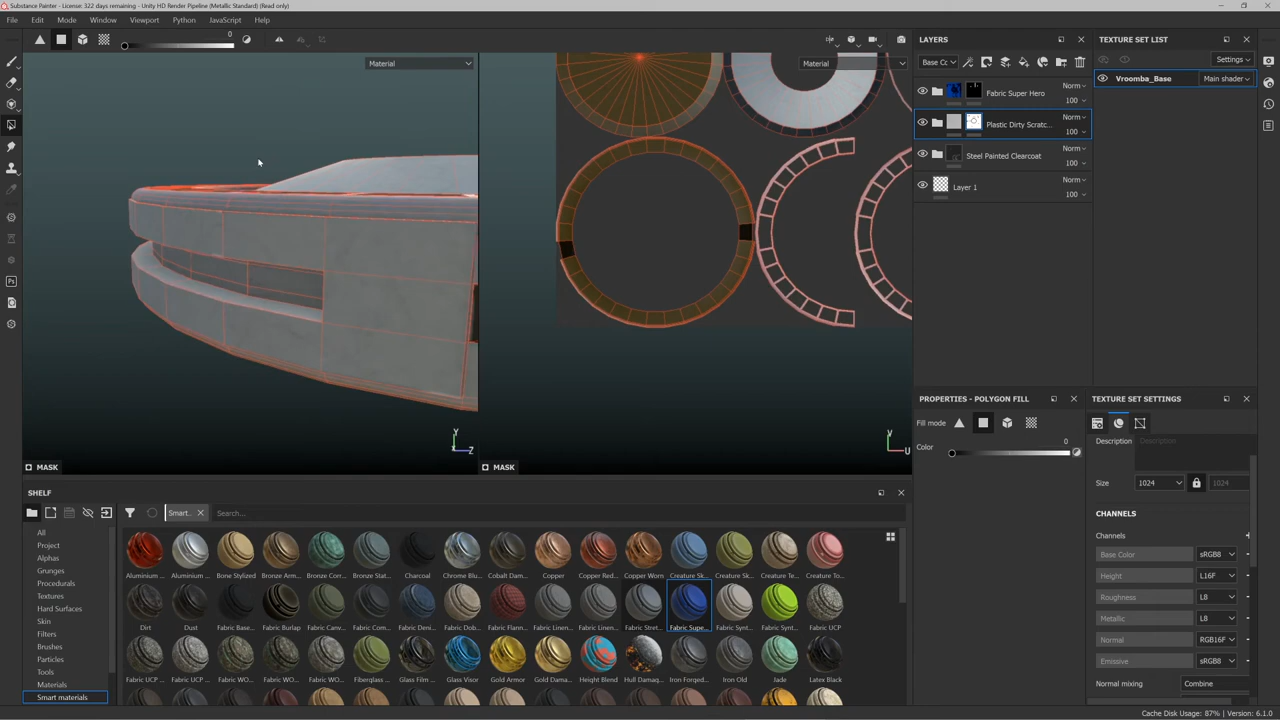 Substance Painter - License: 322 days remaining - Unity HD Render Pipeline (Metallic Standard) (Read only)
File Edit Mode Window Viewport Python JavaScript Help
0
Material
Material
MASK
MASK
Y
Z
V
U
LAYERS
Base Cc
Fabric Super Hero
Norm
100
Plastic Dirty Scratc...
Norm
100
Steel Painted Clearcoat
Norm
100
Layer 1
Norm
100
TEXTURE SET LIST
Settings
Vroomba_Base
Main shader
PROPERTIES - POLYGON FILL
Fill mode
Color
0
TEXTURE SET SETTINGS
Description
Description
Size
1024
1024
CHANNELS
Channels
+
Base Color sRGB8
Height L16F
Roughness L8
Metallic L8
Normal RGB16F
Emissive sRGB8
Normal mixing Combine
SHELF
Smart...
Search...
All
Project
Alphas
Grunges
Procedurals
Textures
Hard Surfaces
Skin
Filters
Brushes
Particles
Tools
Materials
Smart materials
Aluminium ... Aluminium ... Bone Stylized Bronze Arm... Bronze Corr... Bronze Stat... Charcoal Chrome Blu... Cobalt Dam... Copper Copper Red... Copper Worn Creature Sk... Creature Sk... Creature Te... Creature To...
Dirt Dust Fabric Base... Fabric Burlap Fabric Canv... Fabric Com... Fabric Deni... Fabric Dob... Fabric Flann... Fabric Linen... Fabric Linen... Fabric Stret... Fabric Supe... Fabric Synt... Fabric Synt... Fabric UCP
Fabric UCP ... Fabric WO... Fabric WO... Fabric WO... Fabric WO... Fiberglass ... Glass Film ... Glass Visor Gold Armor Gold Dama... Height Blend Hull Damag... Iron Forged... Iron Old Jade Latex Black
Cache Disk Usage: 87% | Version: 6.1.0